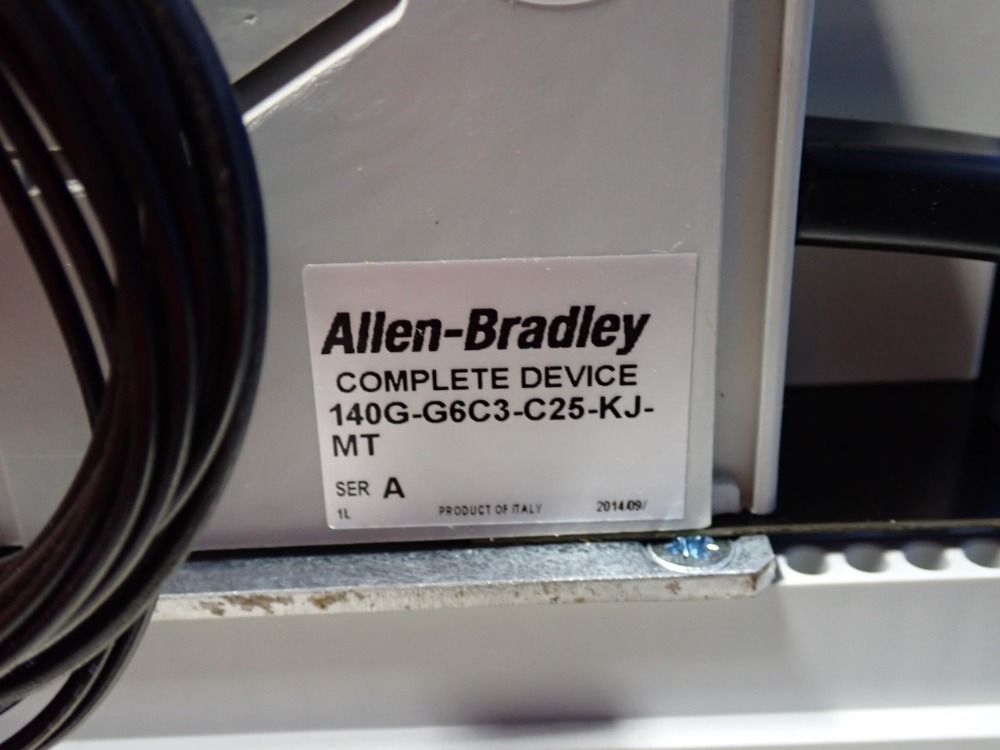 Allen-Bradley
COMPLETE DEVICE
140G-G6C3-C25-KJ-
MT
SER A
1L PRODUCT OF ITALY 2014.09/